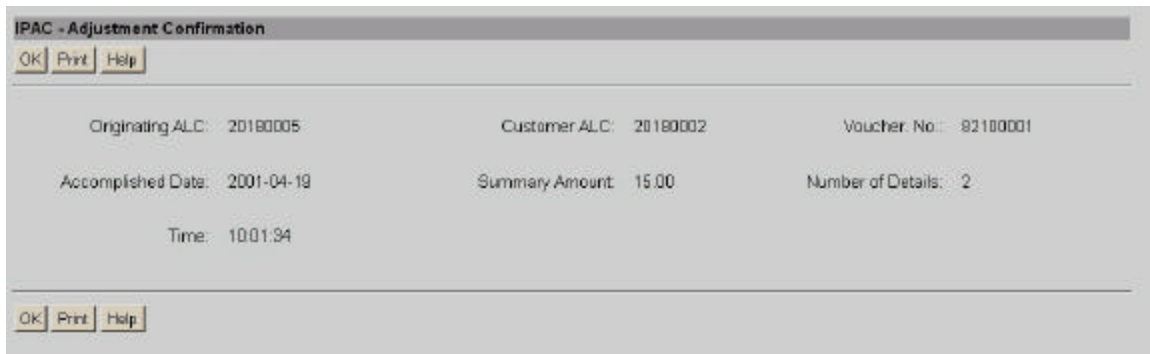 IPAC - Adjustment Confirmation
OK Print Help
Originating ALC: 20180005 Customer ALC: 20180002 Voucher. No.: 92100001
Accomplished Date: 2001-04-19 Summary Amount: 15.00 Number of Details: 2
Time: 10:01:34
OK Print Help